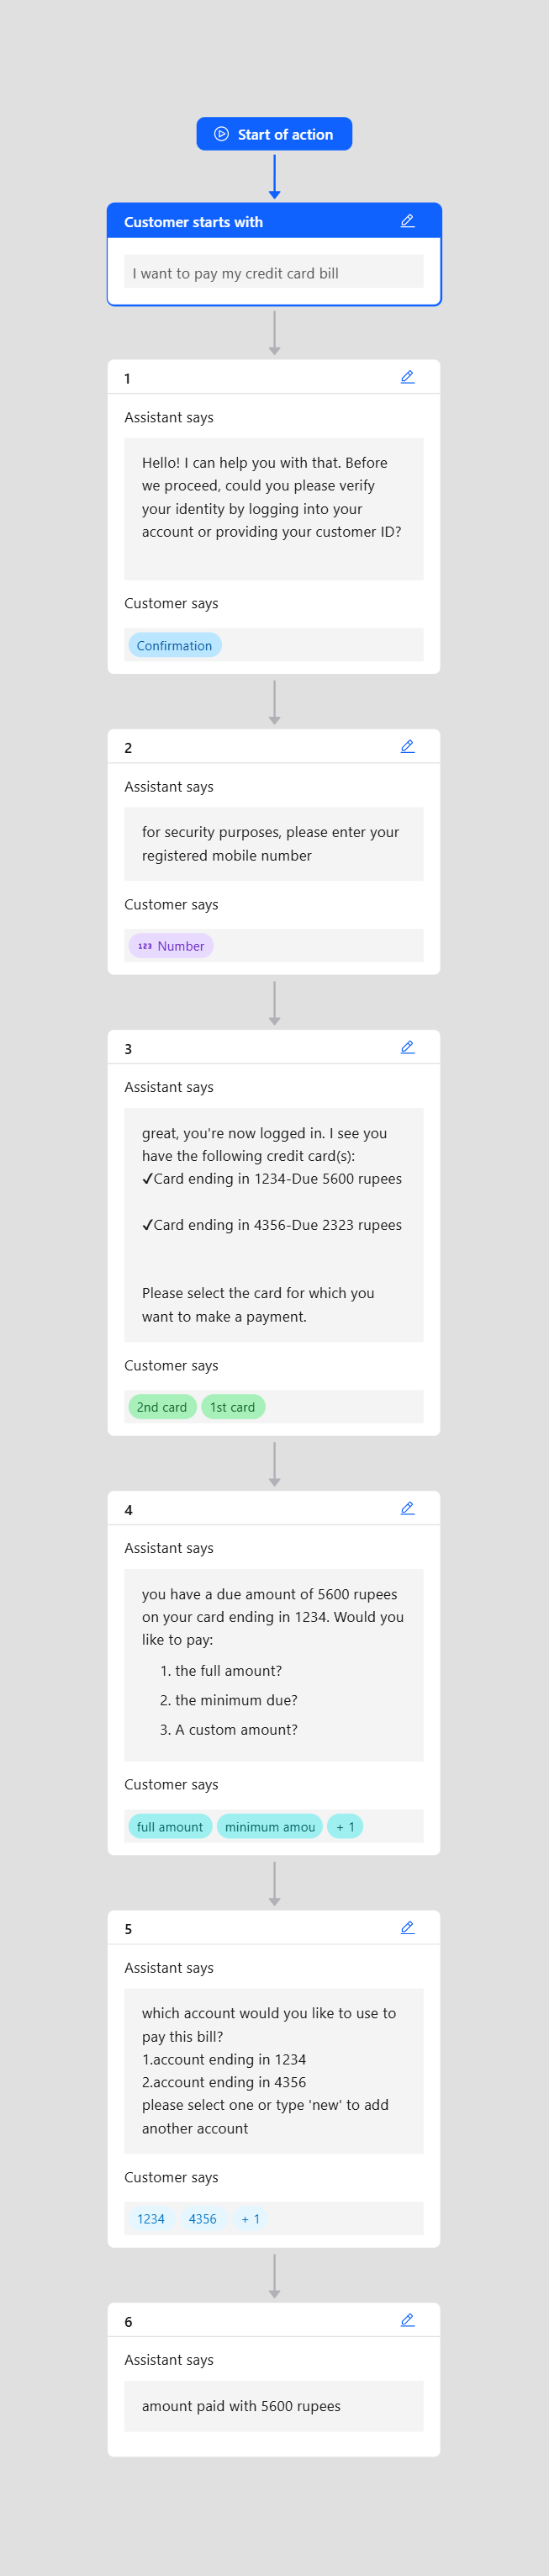 Start of action
Customer starts with
I want to pay my credit card bill
1
Assistant says
Hello! I can help you with that. Before
we proceed, could you please verify
your identity by logging into your
account or providing your customer ID?
Customer says
Confirmation
2
Assistant says
for security purposes, please enter your
registered mobile number
Customer says
123 Number
3
Assistant says
great, you're now logged in. I see you
have the following credit card(s):
✓Card ending in 1234-Due 5600 rupees
✓Card ending in 4356-Due 2323 rupees
Please select the card for which you
want to make a payment.
Customer says
2nd card 1st card
4
Assistant says
you have a due amount of 5600 rupees
on your card ending in 1234. Would you
like to pay:
1. the full amount?
2. the minimum due?
3. A custom amount?
Customer says
full amount minimum amou + 1
5
Assistant says
which account would you like to use to
pay this bill?
1.account ending in 1234
2.account ending in 4356
please select one or type 'new' to add
another account
Customer says
1234 4356 + 1
6
Assistant says
amount paid with 5600 rupees